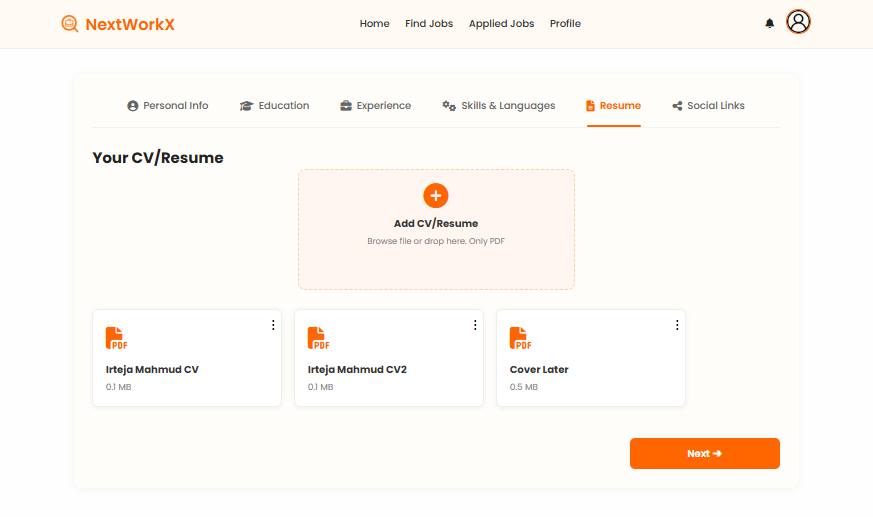 NextWorkX
Home Find Jobs Applied Jobs Profile
Personal Info Education Experience Skills & Languages Resume Social Links
Your CV/Resume
Add CV/Resume
Browse file or drop here. Only PDF
PDF PDF PDF
Irteja Mahmud CV Irteja Mahmud CV2 Cover Later
0.1 MB 0.1 MB 0.5 MB
Next →